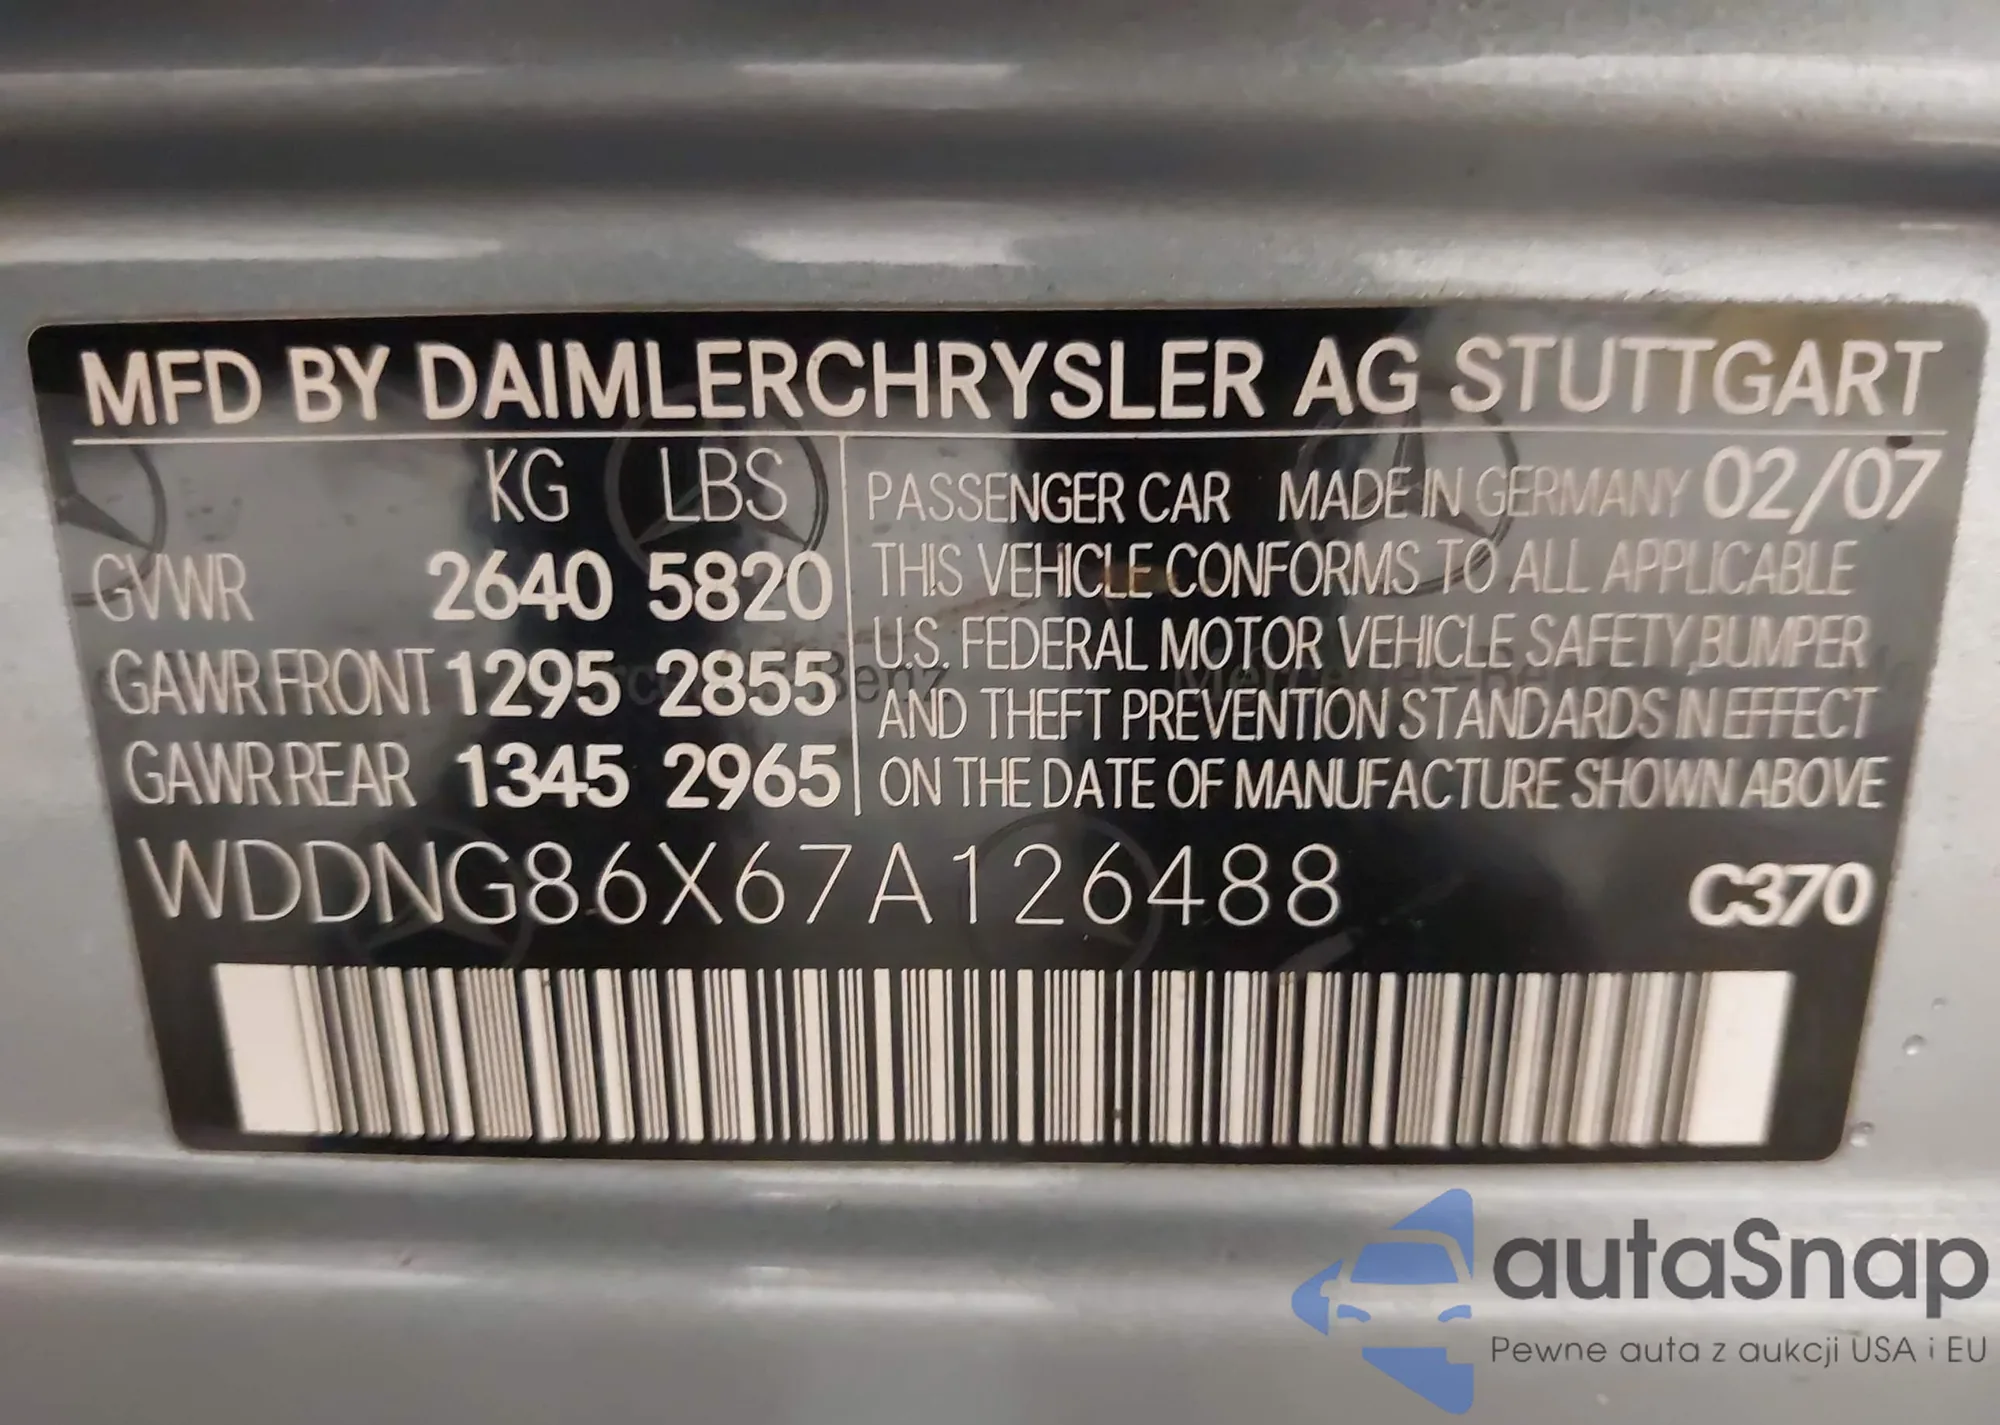 MFD BY DAIMLERCHRYSLER AG STUTTGART
KG LBS
GVWR 2640 5820
GAWR FRONT 1295 2855
GAWR REAR 1345 2965
PASSENGER CAR MADE IN GERMANY 02/07
THIS VEHICLE CONFORMS TO ALL APPLICABLE
U.S. FEDERAL MOTOR VEHICLE SAFETY, BUMPER
AND THEFT PREVENTION STANDARDS IN EFFECT
ON THE DATE OF MANUFACTURE SHOWN ABOVE
WDDNG86X67A126488 C370
autaSnap
Pewne auta z aukcji USA i EU